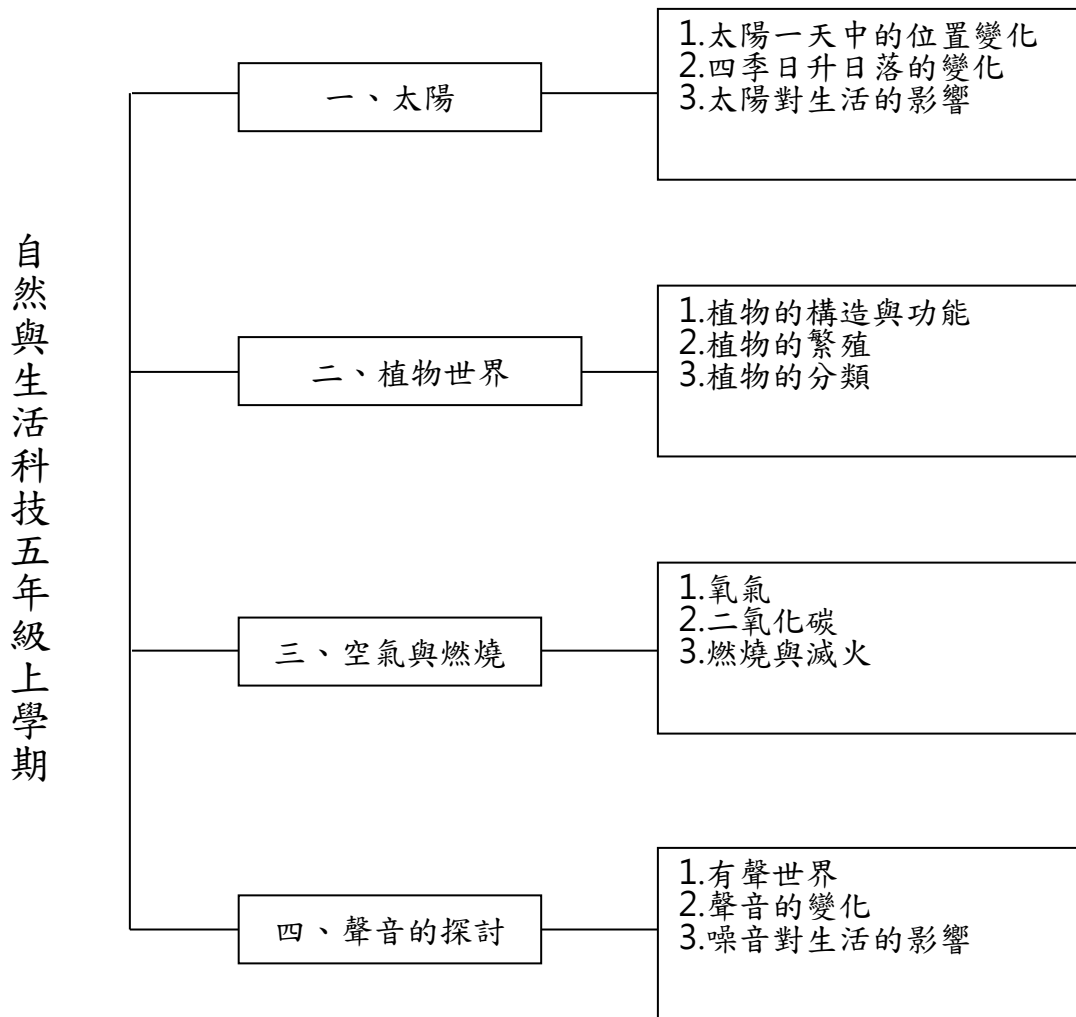 自然與生活科技五年級上學期
一、太陽
1.太陽一天中的位置變化
2.四季日升日落的變化
3.太陽對生活的影響
二、植物世界
1.植物的構造與功能
2.植物的繁殖
3.植物的分類
三、空氣與燃燒
1.氧氣
2.二氧化碳
3.燃燒與滅火
四、聲音的探討
1.有聲世界
2.聲音的變化
3.噪音對生活的影響